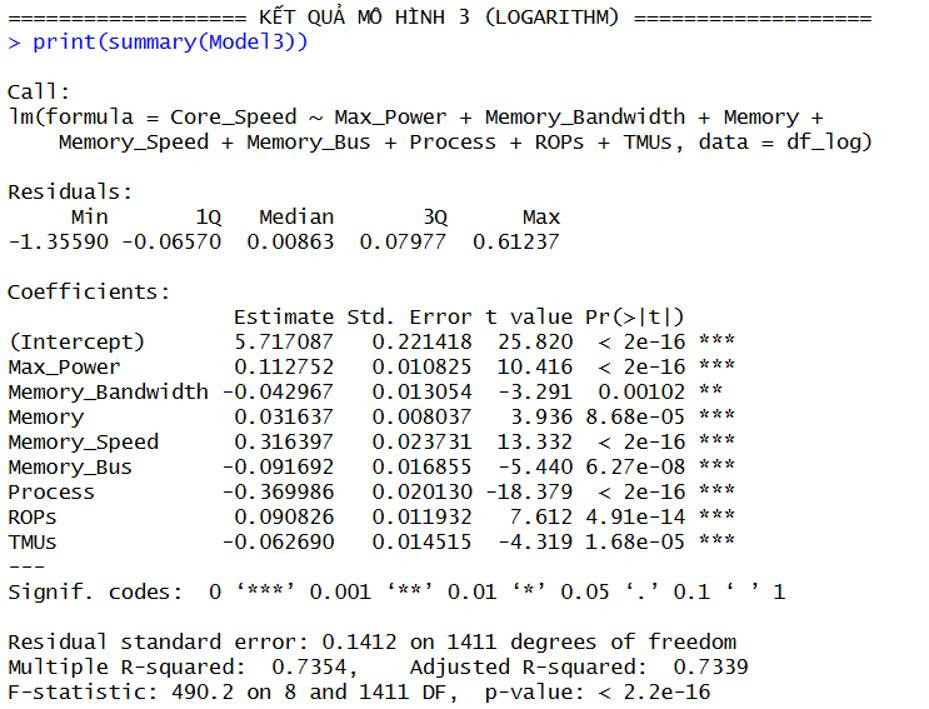 =================== KẾT QUẢ MÔ HÌNH 3 (LOGARITHM) ===================
> print(summary(Model3))
Call:
lm(formula = Core_Speed ~ Max_Power + Memory_Bandwidth + Memory +
    Memory_Speed + Memory_Bus + Process + ROPs + TMUs, data = df_log)
Residuals:
     Min       1Q   Median       3Q      Max
-1.35590 -0.06570  0.00863  0.07977  0.61237
Coefficients:
                  Estimate Std. Error t value Pr(>|t|)
(Intercept)       5.717087   0.221418  25.820  < 2e-16 ***
Max_Power         0.112752   0.010825  10.416  < 2e-16 ***
Memory_Bandwidth -0.042967   0.013054  -3.291  0.00102 **
Memory            0.031637   0.008037   3.936 8.68e-05 ***
Memory_Speed      0.316397   0.023731  13.332  < 2e-16 ***
Memory_Bus       -0.091692   0.016855  -5.440 6.27e-08 ***
Process          -0.369986   0.020130 -18.379  < 2e-16 ***
ROPs              0.090826   0.011932   7.612 4.91e-14 ***
TMUs             -0.062690   0.014515  -4.319 1.68e-05 ***
---
Signif. codes:  0 ‘***’ 0.001 ‘**’ 0.01 ‘*’ 0.05 ‘.’ 0.1 ‘ ’ 1
Residual standard error: 0.1412 on 1411 degrees of freedom
Multiple R-squared:  0.7354,    Adjusted R-squared:  0.7339
F-statistic: 490.2 on 8 and 1411 DF,  p-value: < 2.2e-16